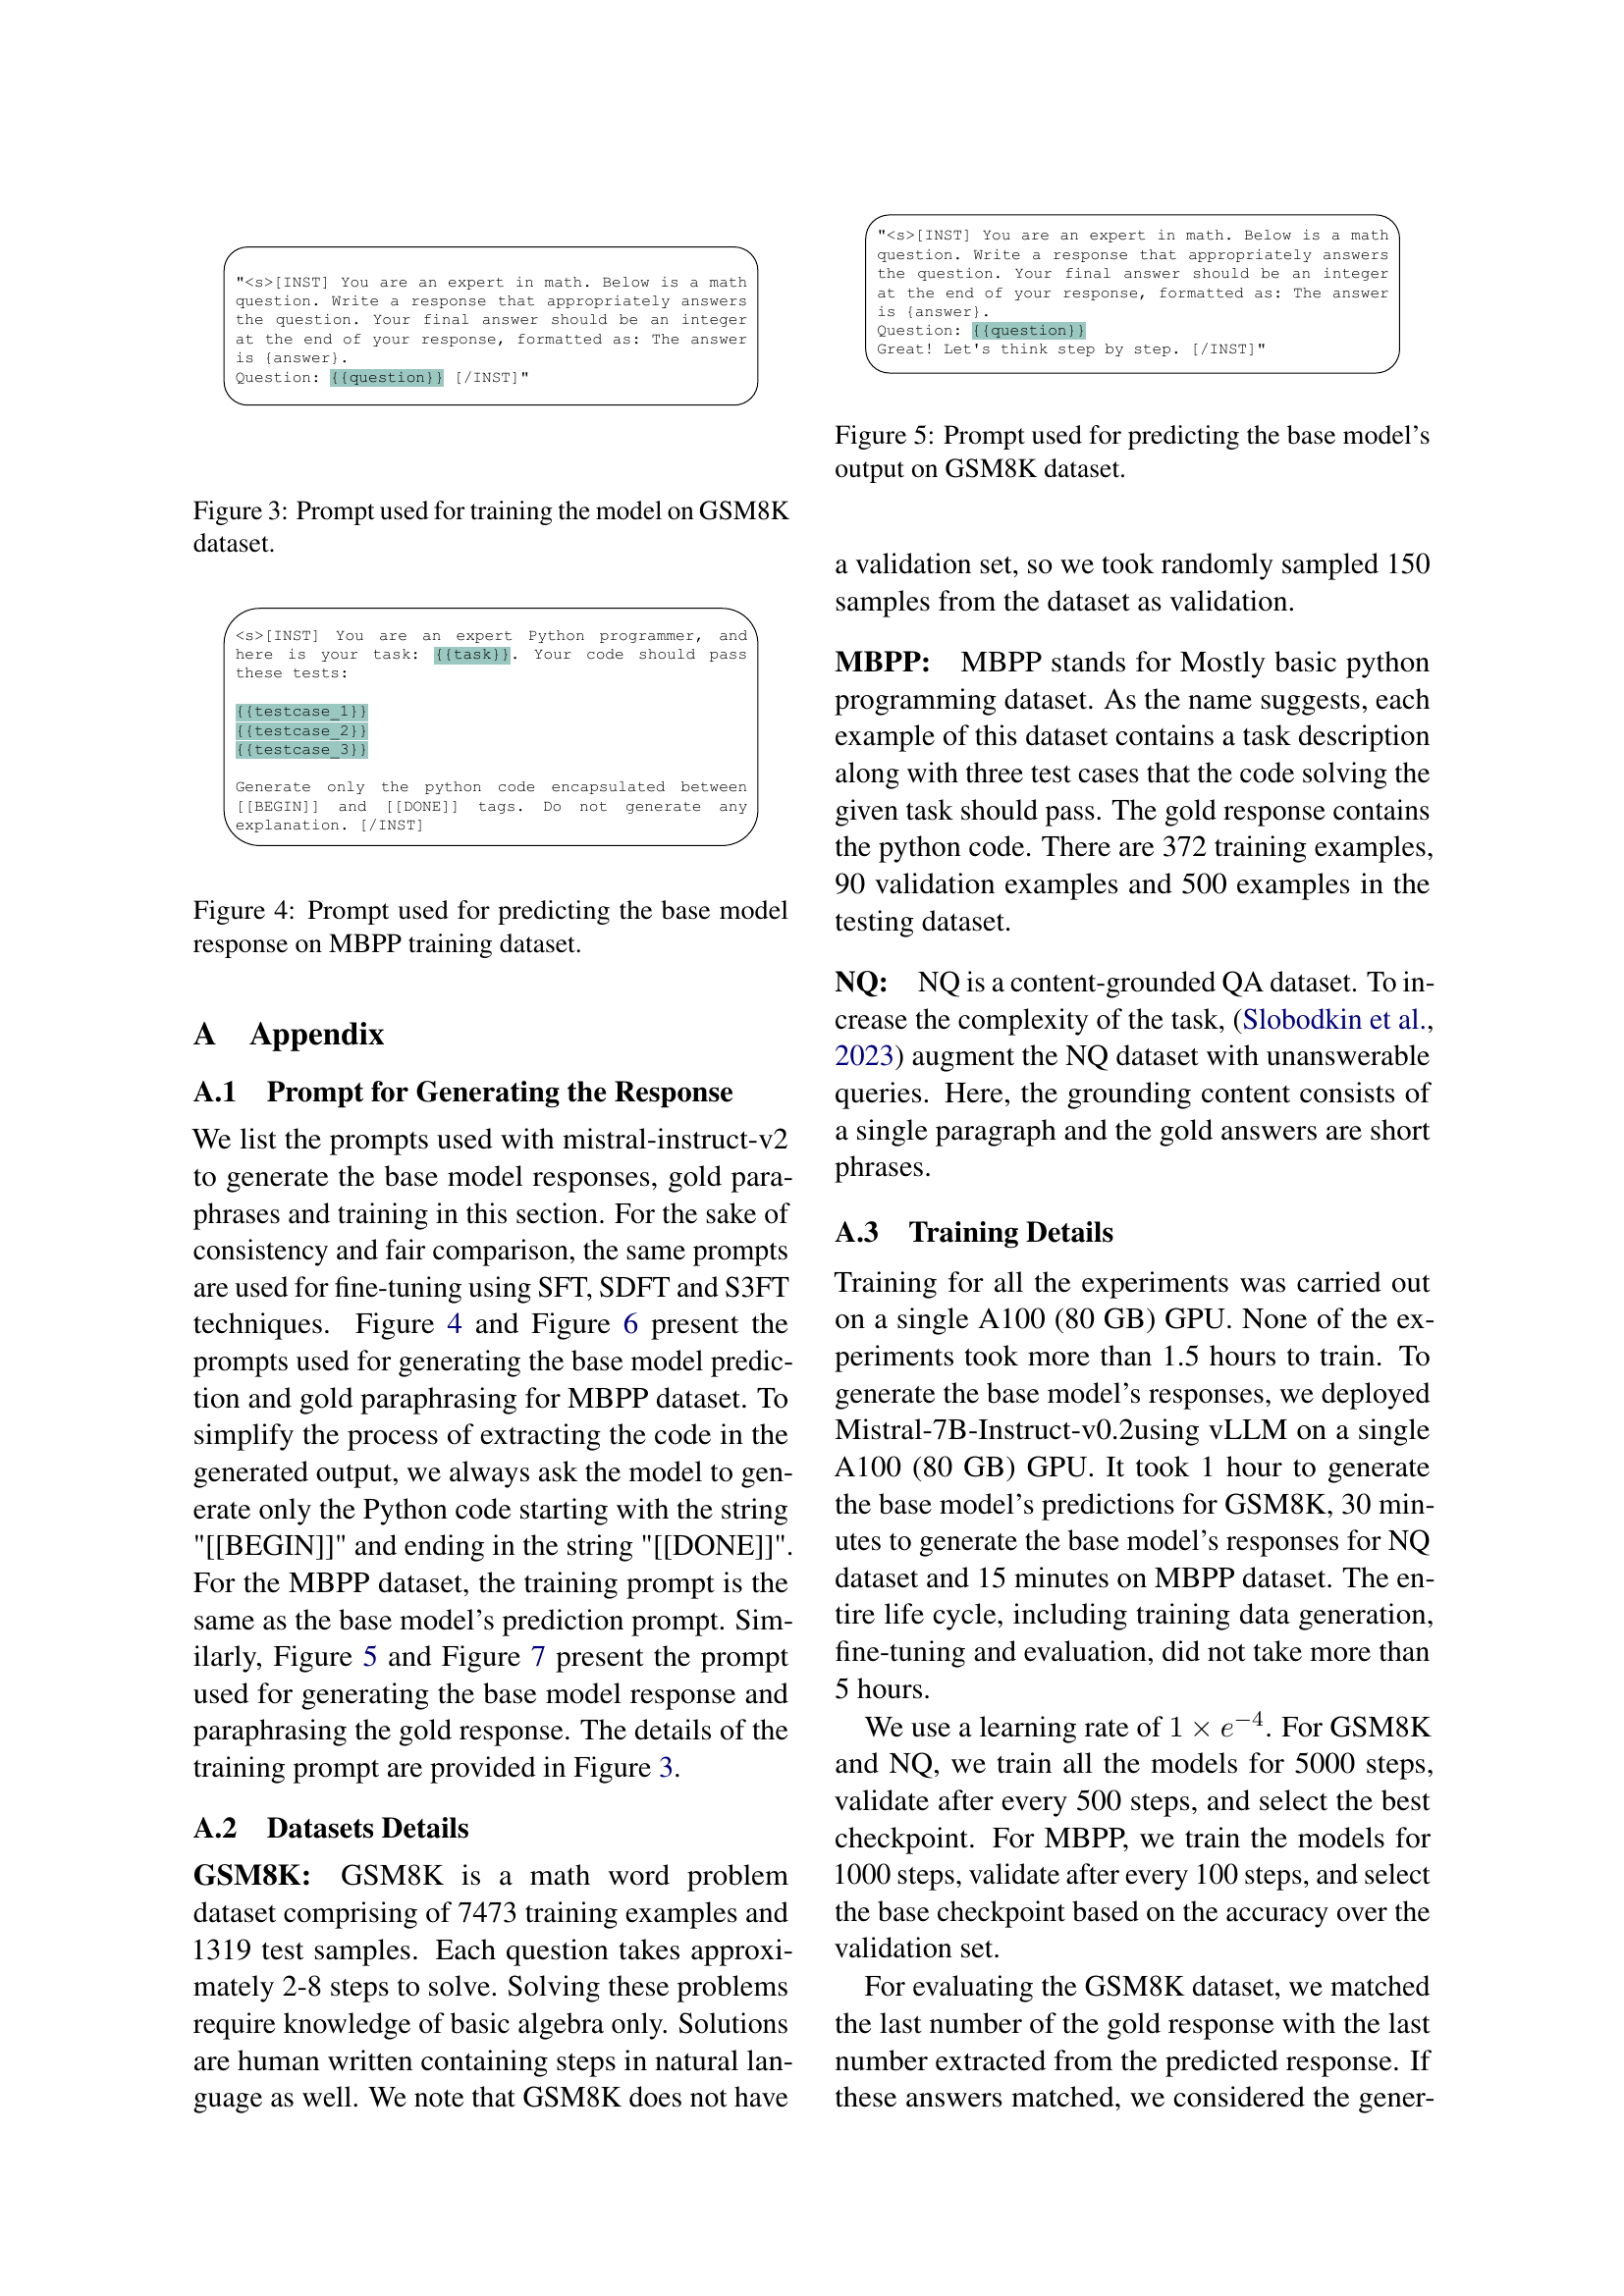 "<s>[INST] You are an expert in math. Below is a math
question. Write a response that appropriately answers
the question. Your final answer should be an integer
at the end of your response, formatted as: The answer
is {answer}.
Question: {{question}} [/INST]"
Figure 3: Prompt used for training the model on GSM8K
dataset.
<s>[INST] You are an expert Python programmer, and
here is your task: {{task}}. Your code should pass
these tests:
{{testcase_1}}
{{testcase_2}}
{{testcase_3}}
Generate only the python code encapsulated between
[[BEGIN]] and [[DONE]] tags. Do not generate any
explanation. [/INST]
Figure 4: Prompt used for predicting the base model
response on MBPP training dataset.
A Appendix
A.1 Prompt for Generating the Response
We list the prompts used with mistral-instruct-v2
to generate the base model responses, gold para-
phrases and training in this section. For the sake of
consistency and fair comparison, the same prompts
are used for fine-tuning using SFT, SDFT and S3FT
techniques. Figure 4 and Figure 6 present the
prompts used for generating the base model predic-
tion and gold paraphrasing for MBPP dataset. To
simplify the process of extracting the code in the
generated output, we always ask the model to gen-
erate only the Python code starting with the string
"[[BEGIN]]" and ending in the string "[[DONE]]".
For the MBPP dataset, the training prompt is the
same as the base model's prediction prompt. Sim-
ilarly, Figure 5 and Figure 7 present the prompt
used for generating the base model response and
paraphrasing the gold response. The details of the
training prompt are provided in Figure 3.
A.2 Datasets Details
GSM8K: GSM8K is a math word problem
dataset comprising of 7473 training examples and
1319 test samples. Each question takes approxi-
mately 2-8 steps to solve. Solving these problems
require knowledge of basic algebra only. Solutions
are human written containing steps in natural lan-
guage as well. We note that GSM8K does not have
"<s>[INST] You are an expert in math. Below is a math
question. Write a response that appropriately answers
the question. Your final answer should be an integer
at the end of your response, formatted as: The answer
is {answer}.
Question: {{question}}
Great! Let's think step by step. [/INST]"
Figure 5: Prompt used for predicting the base model's
output on GSM8K dataset.
a validation set, so we took randomly sampled 150
samples from the dataset as validation.
MBPP: MBPP stands for Mostly basic python
programming dataset. As the name suggests, each
example of this dataset contains a task description
along with three test cases that the code solving the
given task should pass. The gold response contains
the python code. There are 372 training examples,
90 validation examples and 500 examples in the
testing dataset.
NQ: NQ is a content-grounded QA dataset. To in-
crease the complexity of the task, (Slobodkin et al.,
2023) augment the NQ dataset with unanswerable
queries. Here, the grounding content consists of
a single paragraph and the gold answers are short
phrases.
A.3 Training Details
Training for all the experiments was carried out
on a single A100 (80 GB) GPU. None of the ex-
periments took more than 1.5 hours to train. To
generate the base model's responses, we deployed
Mistral-7B-Instruct-v0.2using vLLM on a single
A100 (80 GB) GPU. It took 1 hour to generate
the base model's predictions for GSM8K, 30 min-
utes to generate the base model's responses for NQ
dataset and 15 minutes on MBPP dataset. The en-
tire life cycle, including training data generation,
fine-tuning and evaluation, did not take more than
5 hours.
We use a learning rate of 1 × e⁻⁴. For GSM8K
and NQ, we train all the models for 5000 steps,
validate after every 500 steps, and select the best
checkpoint. For MBPP, we train the models for
1000 steps, validate after every 100 steps, and select
the base checkpoint based on the accuracy over the
validation set.
For evaluating the GSM8K dataset, we matched
the last number of the gold response with the last
number extracted from the predicted response. If
these answers matched, we considered the gener-